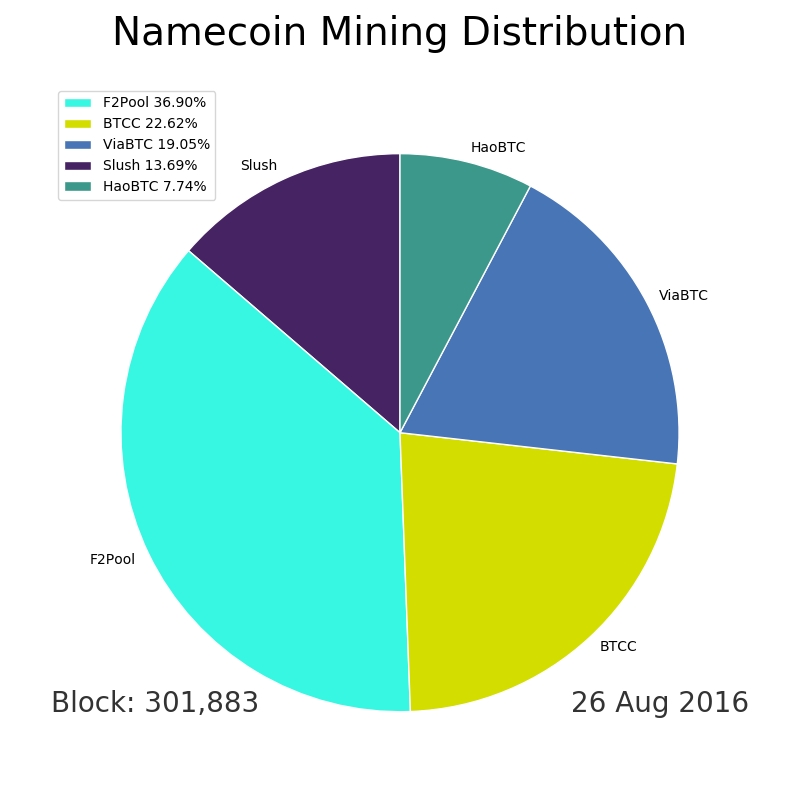 Namecoin Mining Distribution
F2Pool 36.90%
BTCC 22.62%
ViaBTC 19.05%
Slush 13.69%
HaoBTC 7.74%
HaoBTC
Slush
ViaBTC
F2Pool
BTCC
Block: 301,883
26 Aug 2016